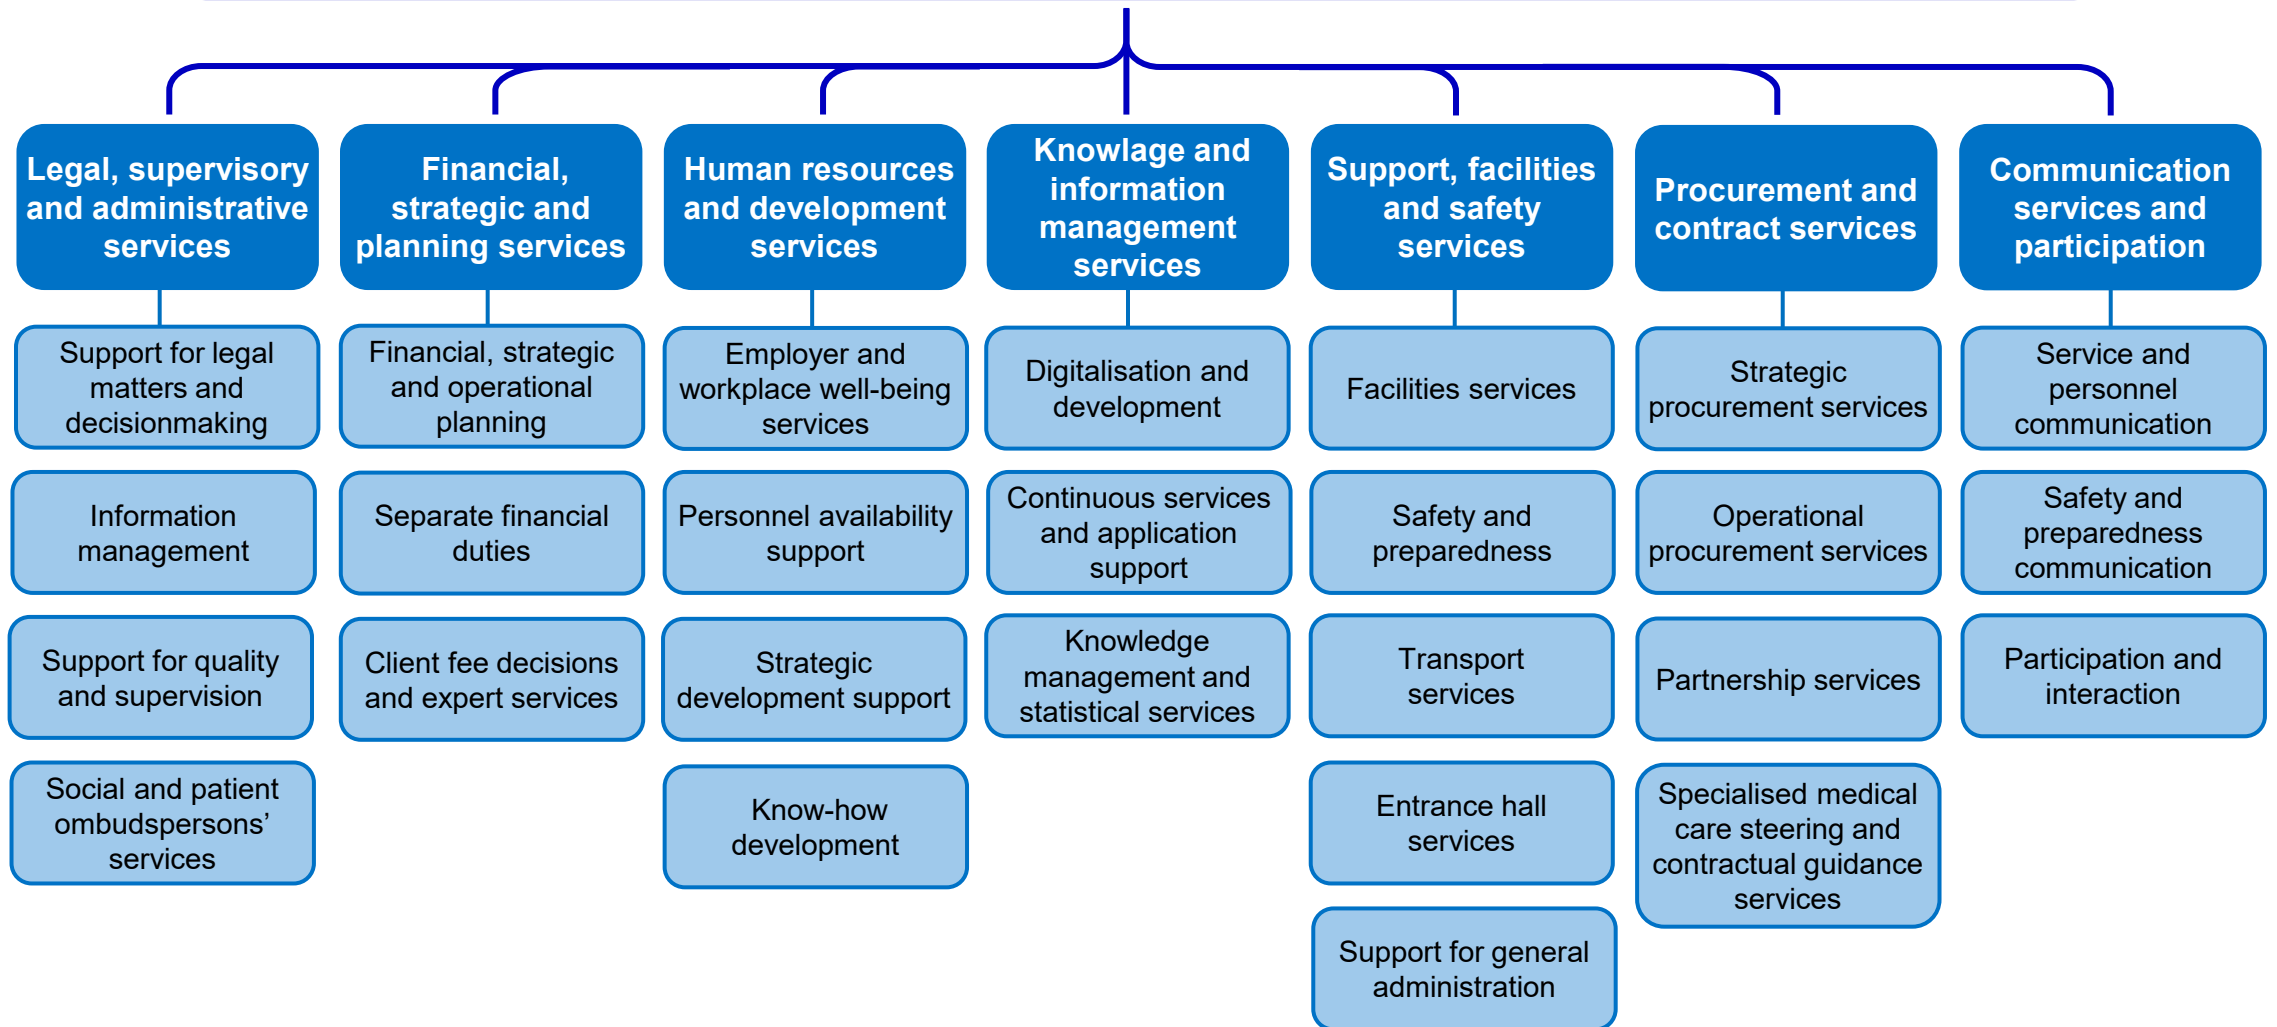 Legal, supervisory
and administrative
services
Support for legal
matters and
decisionmaking
Information
management
Support for quality
and supervision
Social and patient
ombudspersons’
services
Financial,
strategic and
planning services
Financial, strategic
and operational
planning
Separate financial
duties
Client fee decisions
and expert services
Human resources
and development
services
Employer and
workplace well-being
services
Personnel availability
support
Strategic
development support
Know-how
development
Knowlage and
information
management
services
Digitalisation and
development
Continuous services
and application
support
Knowledge
management and
statistical services
Support, facilities
and safety
services
Facilities services
Safety and
preparedness
Transport
services
Entrance hall
services
Support for general
administration
Procurement and
contract services
Strategic
procurement services
Operational
procurement services
Partnership services
Specialised medical
care steering and
contractual guidance
services
Communication
services and
participation
Service and
personnel
communication
Safety and
preparedness
communication
Participation and
interaction